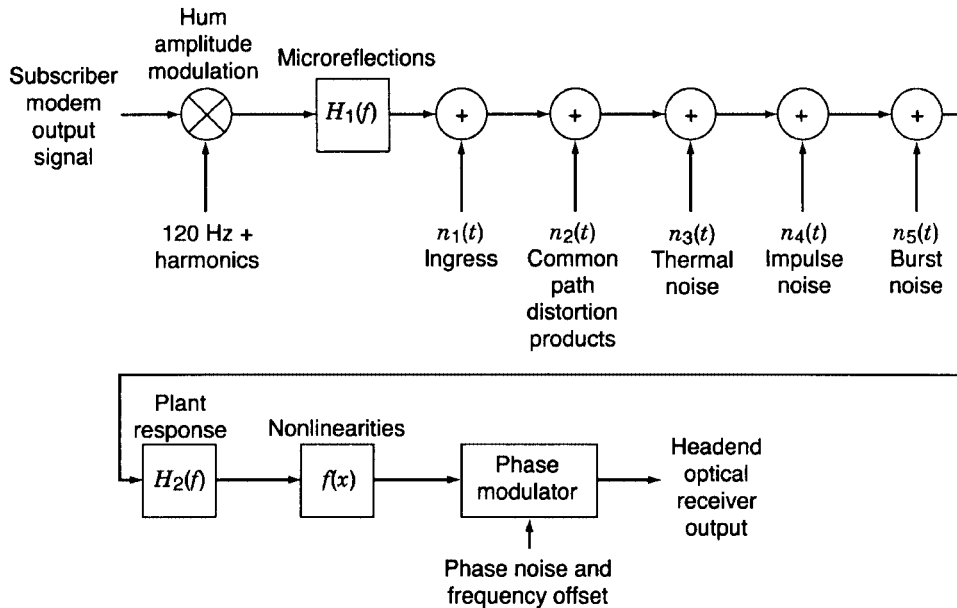 Hum
amplitude
modulation
Microreflections
Subscriber
modem
output
signal
H₁(f)
+
+
+
+
+
120 Hz +
harmonics
n₁(t)
Ingress
n₂(t)
Common
path
distortion
products
n₃(t)
Thermal
noise
n₄(t)
Impulse
noise
n₅(t)
Burst
noise
Plant
response
H₂(f)
Nonlinearities
f(x)
Phase
modulator
Headend
optical
receiver
output
Phase noise and
frequency offset